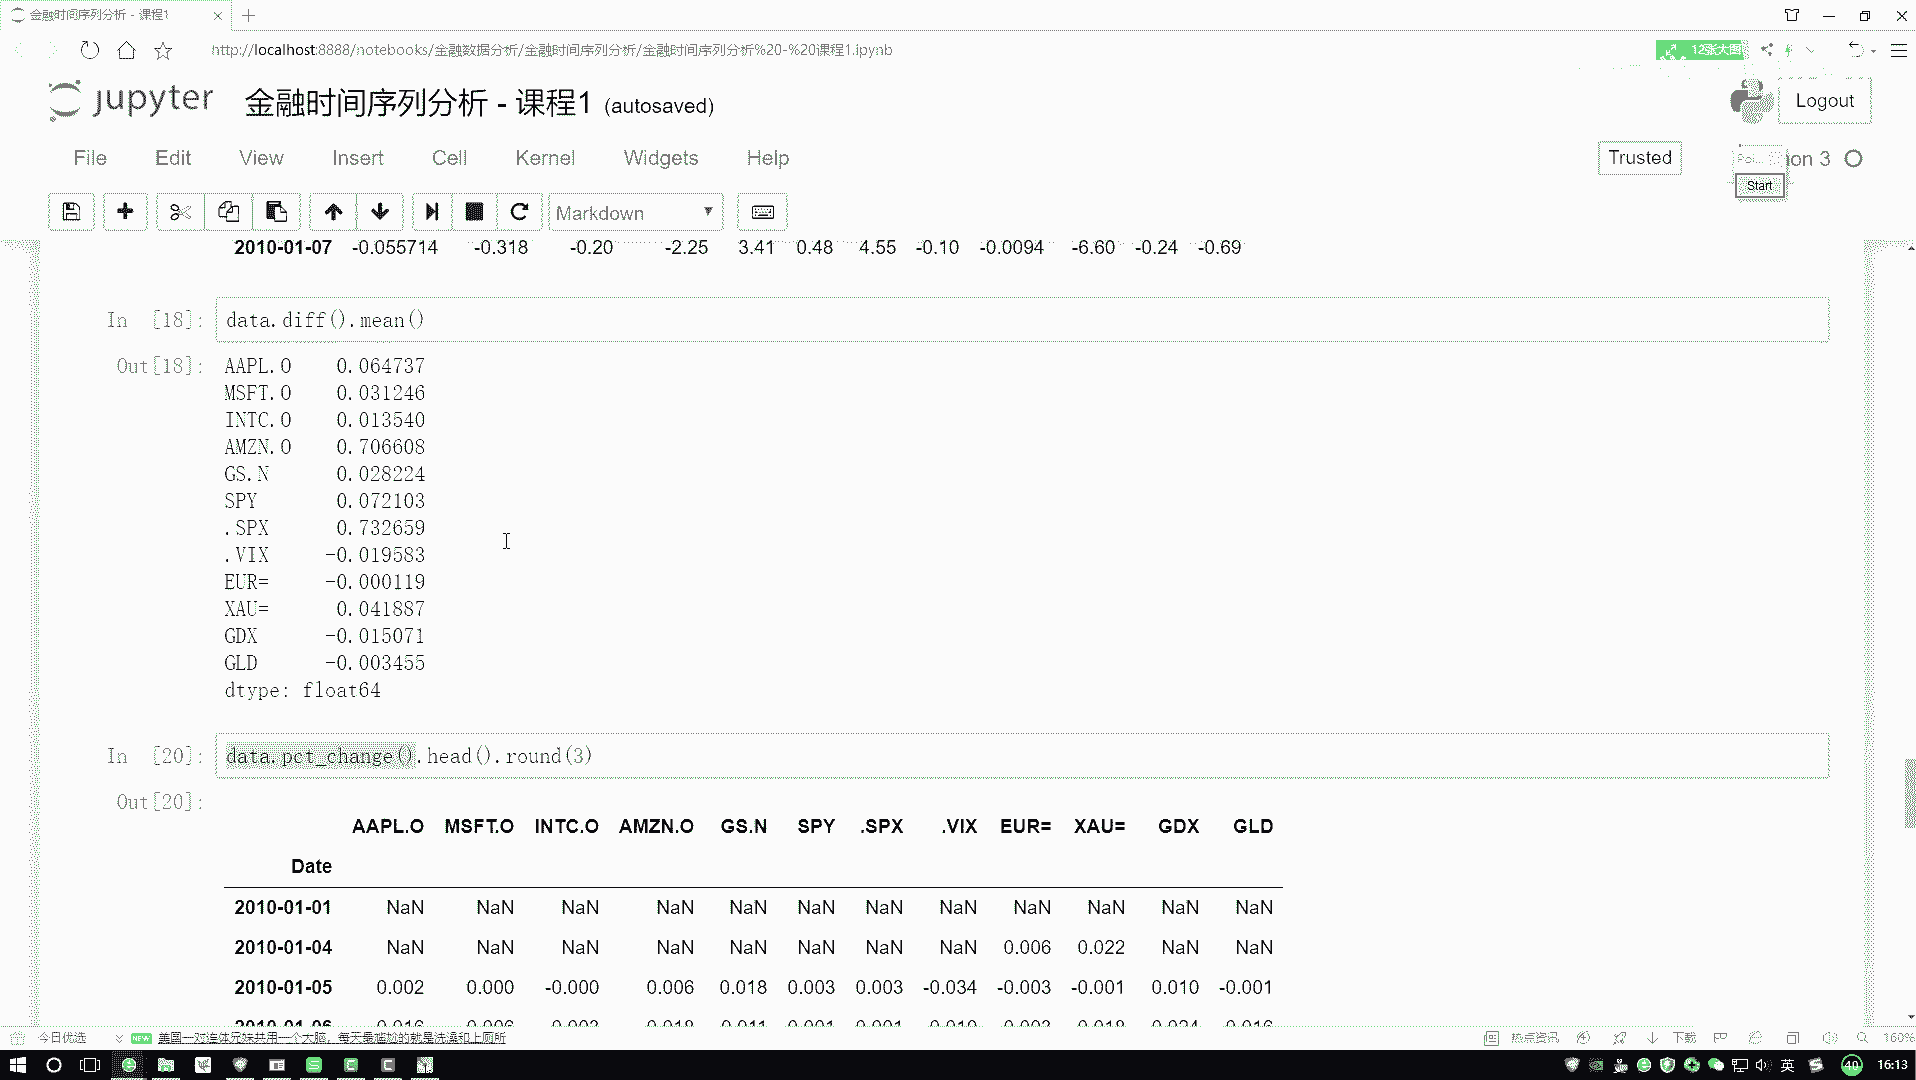 金融时间序列分析 - 课程1
http://localhost:8888/notebooks/金融数据分析/金融时间序列分析/金融时间序列分析%20-%20课程1.ipynb
12张大图
jupyter 金融时间序列分析 - 课程1 (autosaved)
Logout
File Edit View Insert Cell Kernel Widgets Help
Trusted
on 3
Start
Markdown
2010-01-07 -0.055714 -0.318 -0.20 -2.25 3.41 0.48 4.55 -0.10 -0.0094 -6.60 -0.24 -0.69
In [18]: data.diff().mean()
Out[18]: AAPL.O 0.064737
MSFT.O 0.031246
INTC.O 0.013540
AMZN.O 0.706608
GS.N 0.028224
SPY 0.072103
.SPX 0.732659
.VIX -0.019583
EUR= -0.000119
XAU= 0.041887
GDX -0.015071
GLD -0.003455
dtype: float64
In [20]: data.pct_change().head().round(3)
Out[20]:
AAPL.O MSFT.O INTC.O AMZN.O GS.N SPY .SPX .VIX EUR= XAU= GDX GLD
Date
2010-01-01 NaN NaN NaN NaN NaN NaN NaN NaN NaN NaN NaN NaN
2010-01-04 NaN NaN NaN NaN NaN NaN NaN NaN 0.006 0.022 NaN NaN
2010-01-05 0.002 0.000 -0.000 0.006 0.018 0.003 0.003 -0.034 -0.003 -0.001 0.010 -0.001
今日优选
NEW 美国一对连体兄妹共用一个大脑，每天最尴尬的就是洗澡和上厕所
热点资讯
下载
160%
英
40
16:13